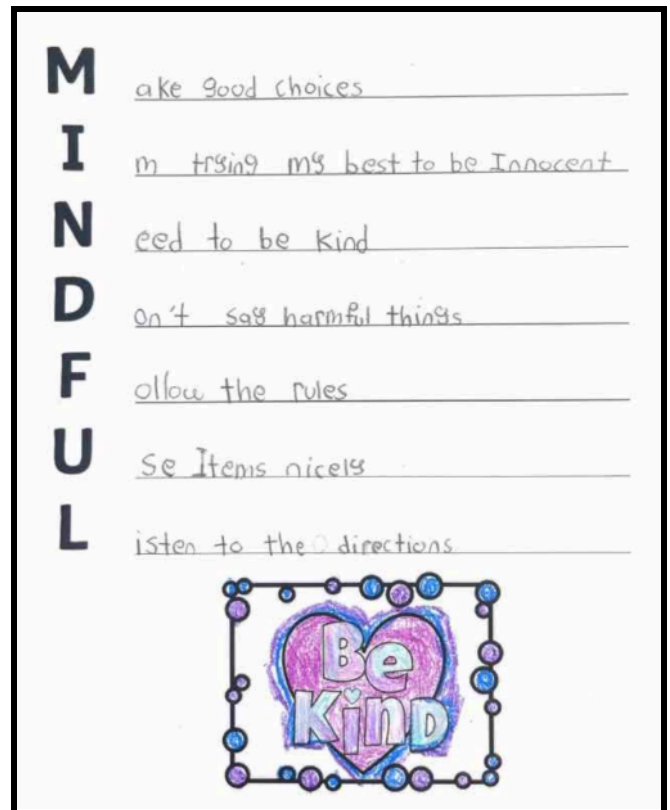 M ake good choices
I m trying my best to be Innocent
N eed to be kind
D on't say harmful things
F ollow the rules
U se Items nicely
L isten to the directions
Be
Kind